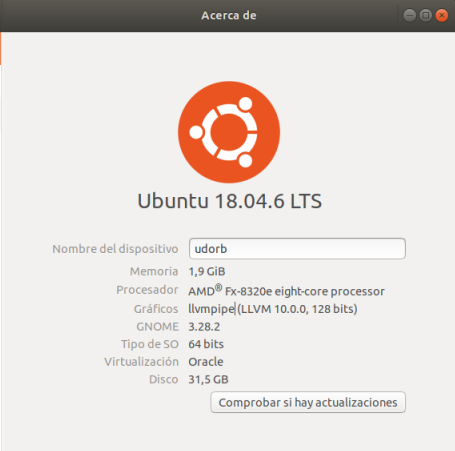 Acerca de
Ubuntu 18.04.6 LTS
Nombre del dispositivo udorb
Memoria 1,9 GiB
Procesador AMD® Fx-8320e eight-core processor
Gráficos llvmpipe (LLVM 10.0.0, 128 bits)
GNOME 3.28.2
Tipo de SO 64 bits
Virtualización Oracle
Disco 31,5 GB
Comprobar si hay actualizaciones